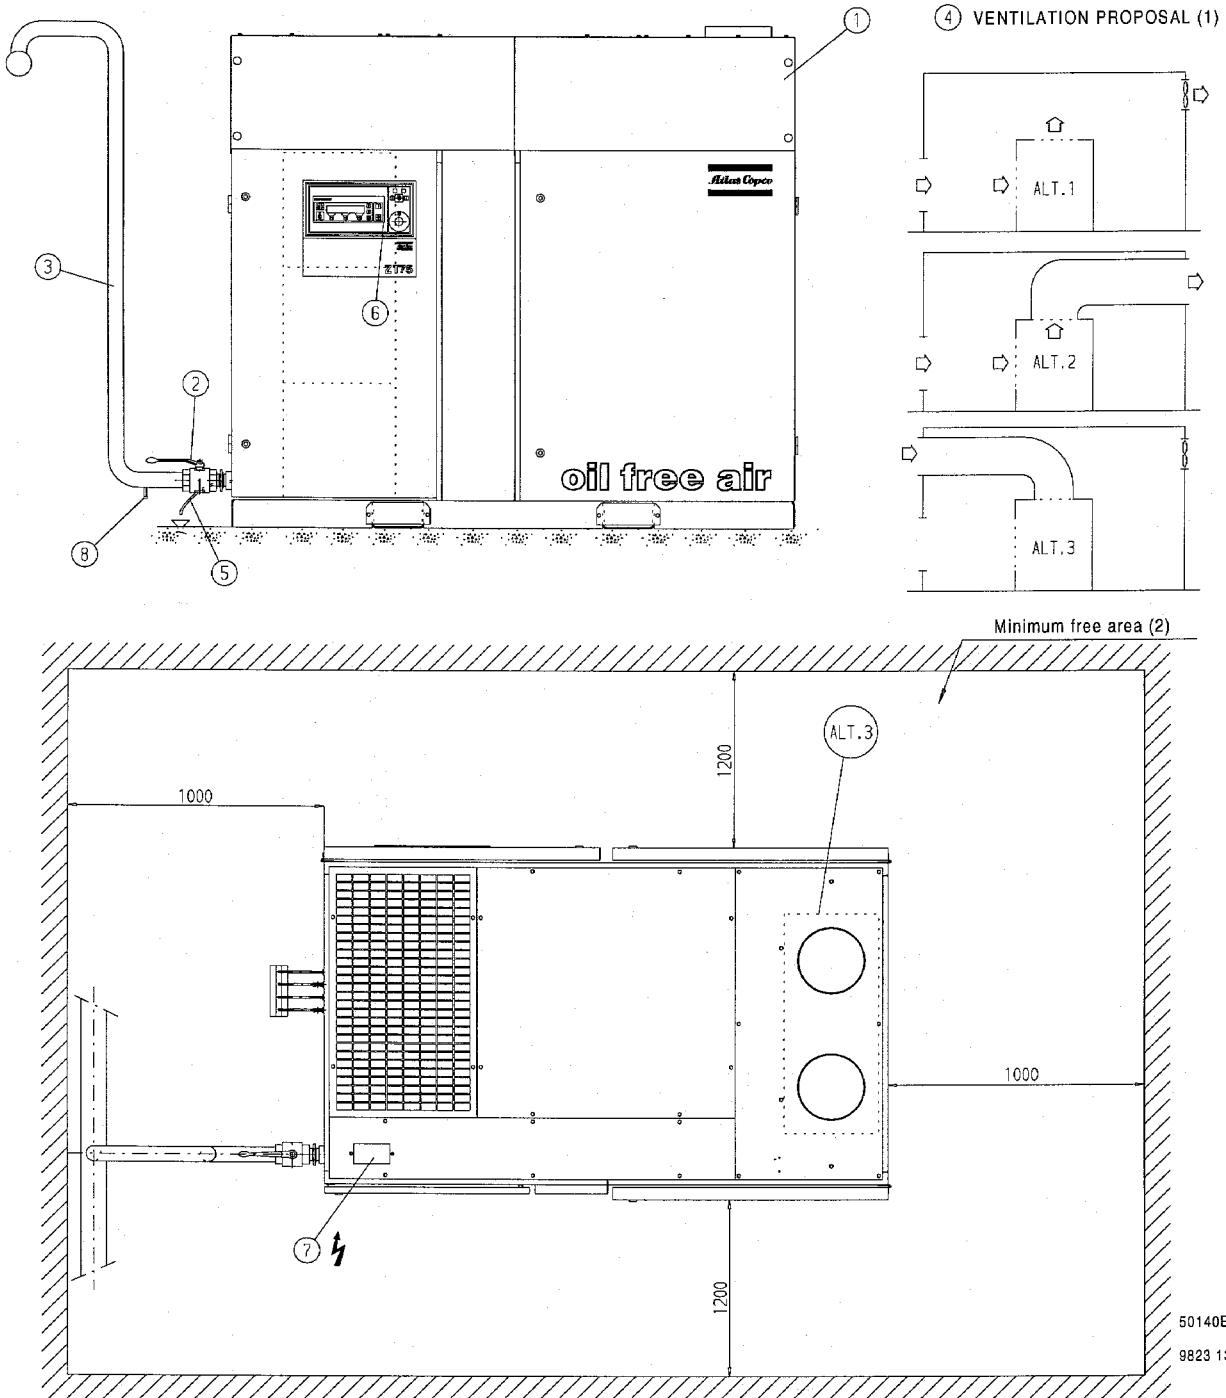 1
4 VENTILATION PROPOSAL (1)
Atlas Copco
ALT.1
3
ZT75
6
ALT.2
2
oil free air
8
5
ALT.3
Minimum free area (2)
ALT.3
1200
1000
1000
7
1200
50140E
9823 13